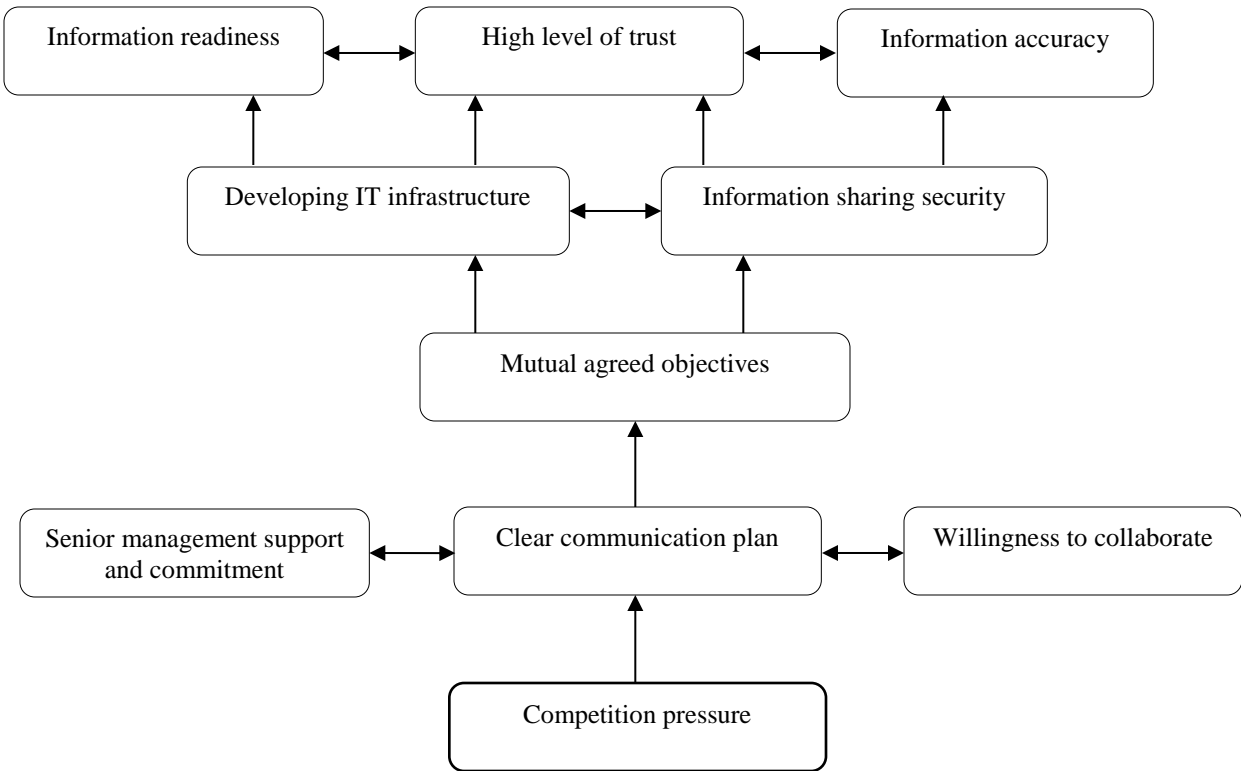 Information readiness
High level of trust
Information accuracy
Developing IT infrastructure
Information sharing security
Mutual agreed objectives
Senior management support
and commitment
Clear communication plan
Willingness to collaborate
Competition pressure